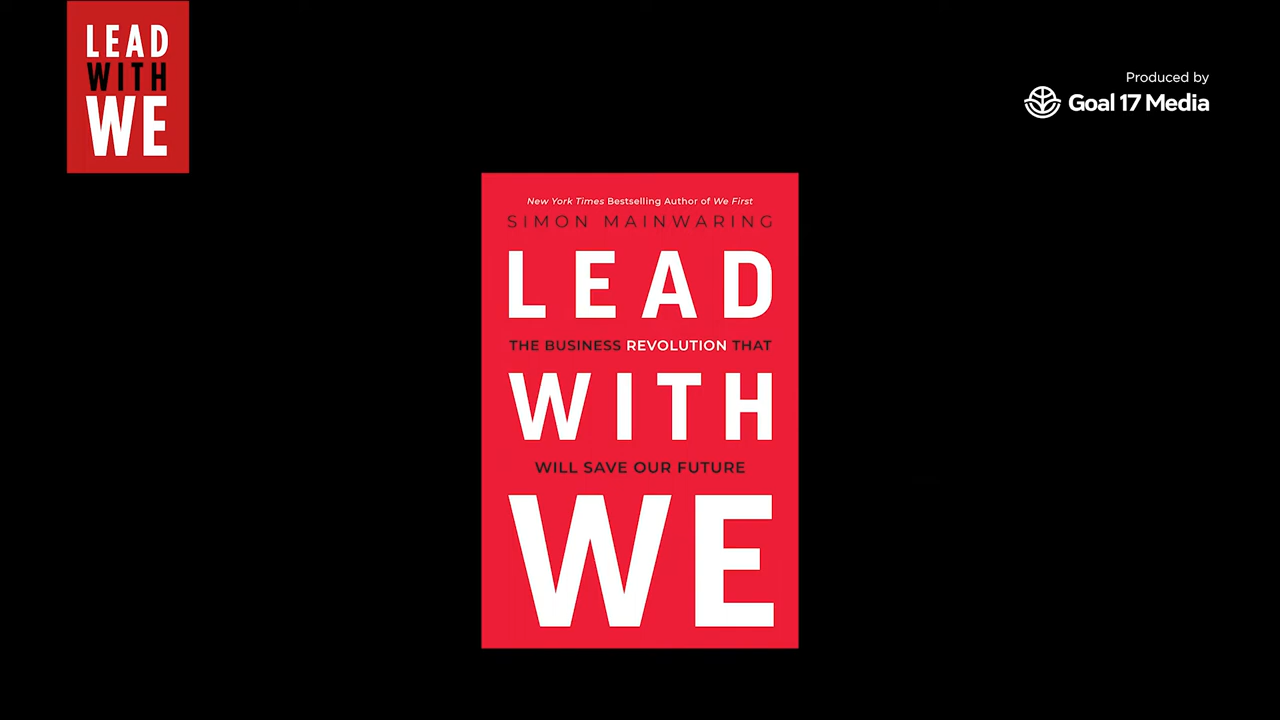 LEAD
WITH
WE
Produced by
Goal 17 Media
New York Times Bestselling Author of We First
SIMON MAINWARING
LEAD
THE BUSINESS REVOLUTION THAT
WITH
WILL SAVE OUR FUTURE
WE